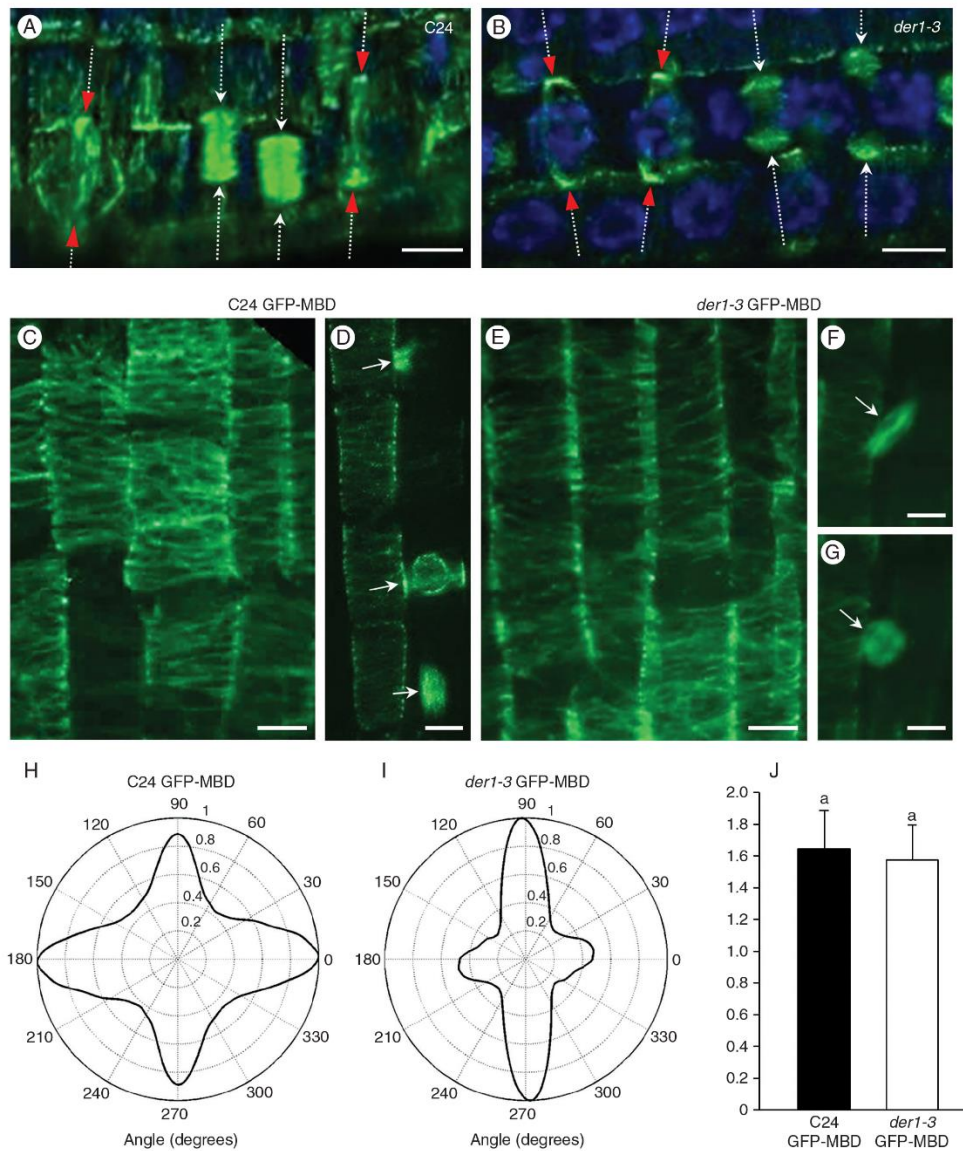 A
C24
B
der1-3
C24 GFP-MBD
der1-3 GFP-MBD
C
D
E
F
G
H
C24 GFP-MBD
90
1
120
60
0.8
0.6
150
30
0.4
0.2
180
0
210
330
240
300
270
Angle (degrees)
I
der1-3 GFP-MBD
90
1
120
60
0.8
0.6
150
30
0.4
0.2
180
0
210
330
240
300
270
Angle (degrees)
J
2.0
1.8
1.6
1.4
1.2
1.0
0.8
0.6
0.4
0.2
0
a
a
C24
GFP-MBD
der1-3
GFP-MBD